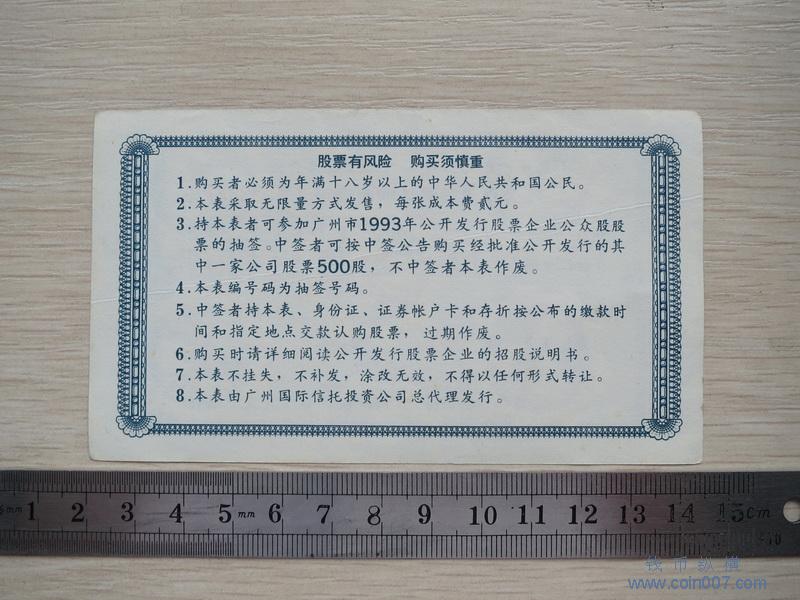 股票有风险 购买须慎重
1.购买者必须为年满十八岁以上的中华人民共和国公民。
2.本表采取无限量方式发售，每张成本费贰元。
3.持本表者可参加广州市1993年公开发行股票企业公众股股
票的抽签。中签者可按中签公告购买经批准公开发行的其
中一家公司股票500股，不中签者本表作废。
4.本表编号码为抽签号码。
5.中签者持本表、身份证、证券帐户卡和存折按公布的缴款时
间和指定地点交款认购股票，过期作废。
6.购买时请详细阅读公开发行股票企业的招股说明书。
7.本表不挂失，不补发，涂改无效，不得以任何形式转让。
8.本表由广州国际信托投资公司总代理发行。
1 2 3 4 5 mm 6 7 8 9 10 11 12 13 14 15cm
钱币纵横
www.coin007.com